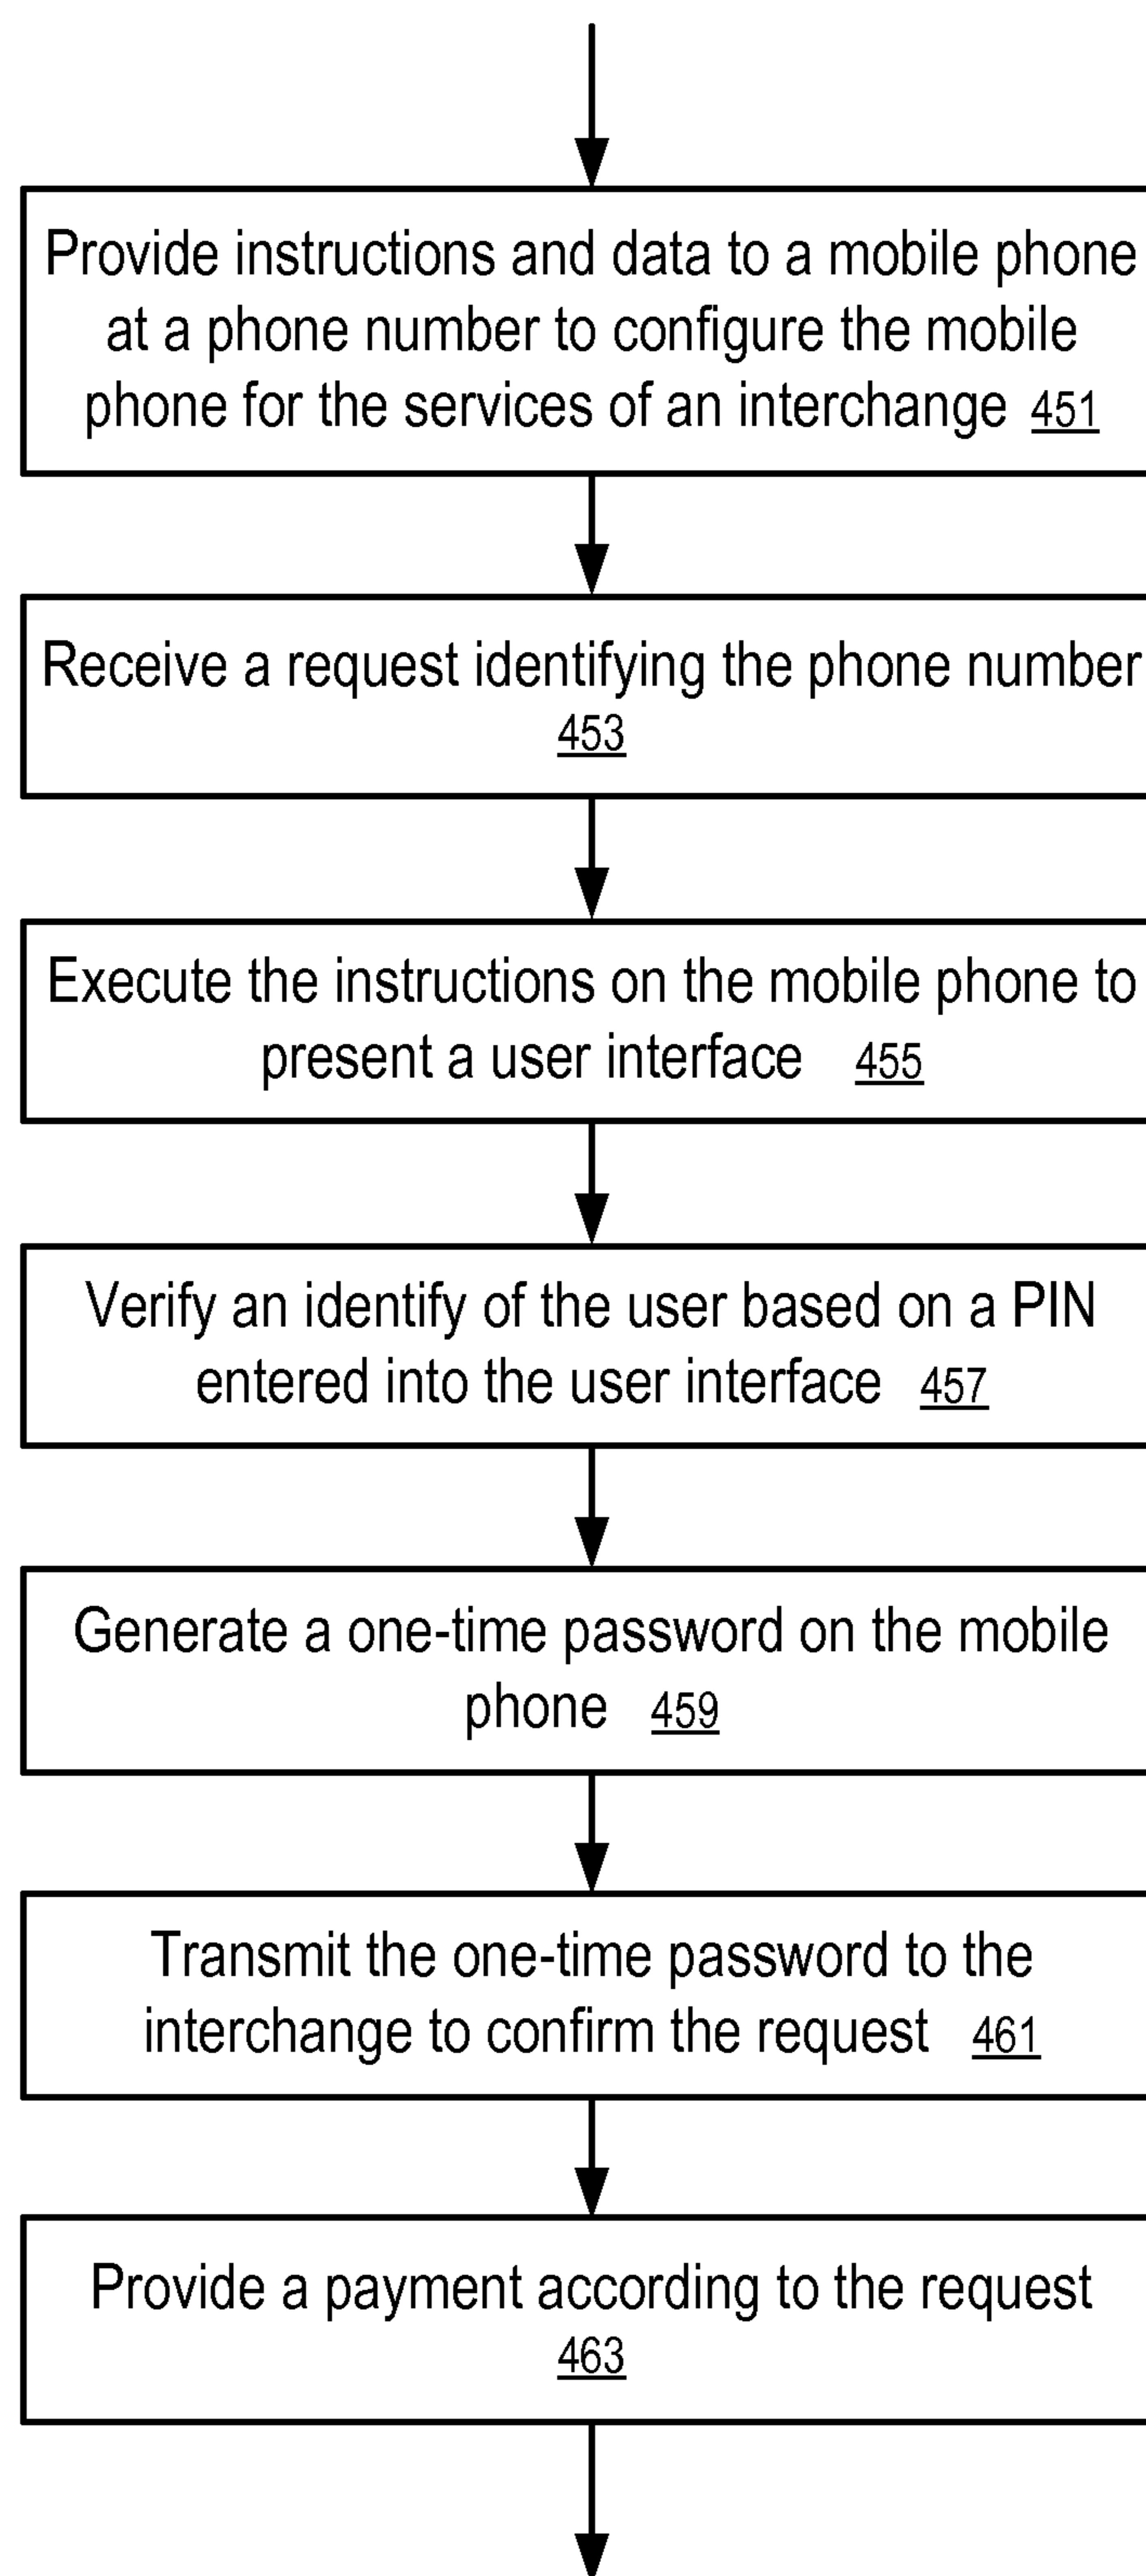 Provide instructions and data to a mobile phone
at a phone number to configure the mobile
phone for the services of an interchange 451
Receive a request identifying the phone number
453
Execute the instructions on the mobile phone to
present a user interface 455
Verify an identify of the user based on a PIN
entered into the user interface 457
Generate a one-time password on the mobile
phone 459
Transmit the one-time password to the
interchange to confirm the request 461
Provide a payment according to the request
463